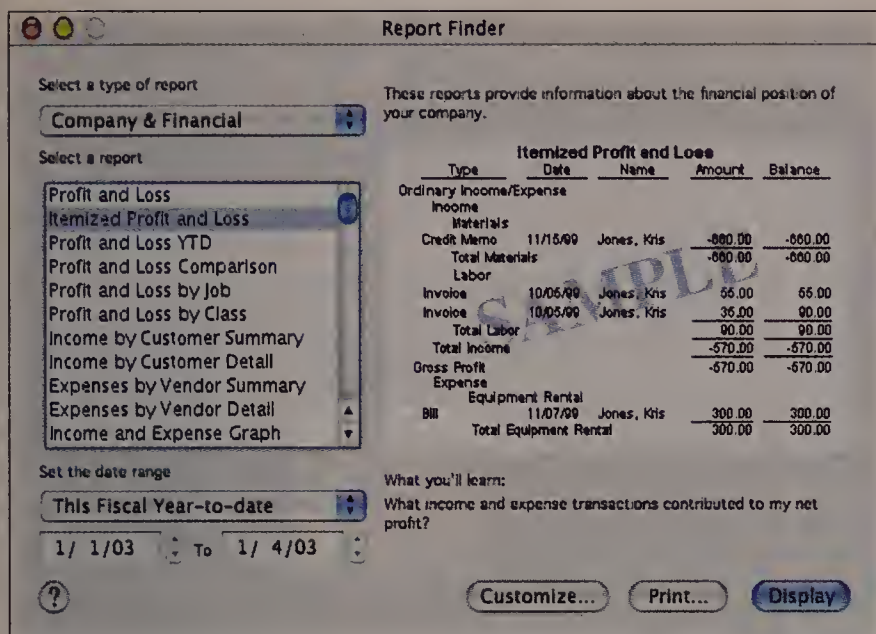 Report Finder
Select a type of report
Company & Financial
Select a report
Profit and Loss
Itemized Profit and Loss
Profit and Loss YTD
Profit and Loss Comparison
Profit and Loss by Job
Profit and Loss by Class
Income by Customer Summary
Income by Customer Detail
Expenses by Vendor Summary
Expenses by Vendor Detail
Income and Expense Graph
Set the date range
This Fiscal Year-to-date
1/ 1/03 To 1/ 4/03
?
These reports provide information about the financial position of
your company.
Itemized Profit and Loss
Type Date Name Amount Balance
Ordinary Income/Expense
Income
Materials
Credit Memo 11/15/99 Jones, Kris -660.00 -660.00
Total Materials -660.00 -660.00
Labor
Invoice 10/05/99 Jones, Kris 55.00 55.00
Invoice 10/05/99 Jones, Kris 35.00 90.00
Total Labor 90.00 90.00
Total Income -570.00 -570.00
Gross Profit -570.00 -570.00
Expense
Equipment Rental
Bill 11/07/99 Jones, Kris 300.00 300.00
Total Equipment Rental 300.00 300.00
SAMPLE
What you'll learn:
What income and expense transactions contributed to my net
profit?
Customize... Print... Display